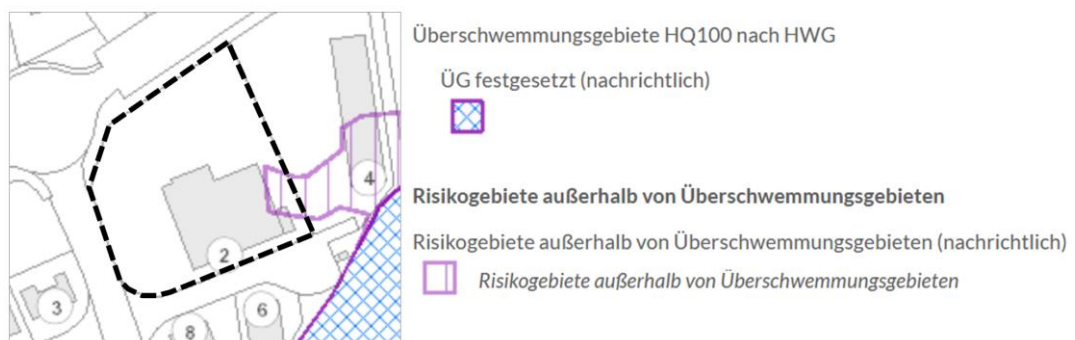 Überschwemmungsgebiete HQ100 nach HWG
ÜG festgesetzt (nachrichtlich)
Risikogebiete außerhalb von Überschwemmungsgebieten
Risikogebiete außerhalb von Überschwemmungsgebieten (nachrichtlich)
Risikogebiete außerhalb von Überschwemmungsgebieten
4
2
3
6
8